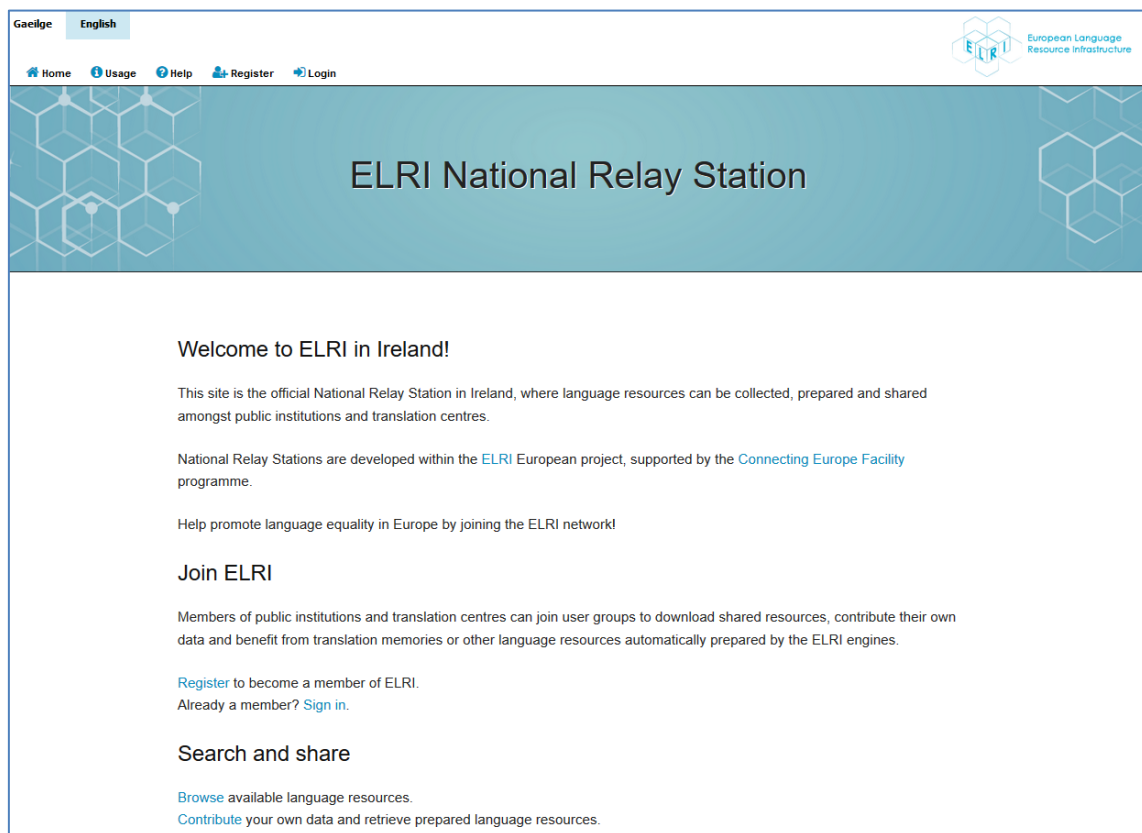 Gaeilge English
ELRI European Language
Resource Infrastructure
Home Usage Help Register Login
ELRI National Relay Station
Welcome to ELRI in Ireland!
This site is the official National Relay Station in Ireland, where language resources can be collected, prepared and shared
amongst public institutions and translation centres.
National Relay Stations are developed within the ELRI European project, supported by the Connecting Europe Facility
programme.
Help promote language equality in Europe by joining the ELRI network!
Join ELRI
Members of public institutions and translation centres can join user groups to download shared resources, contribute their own
data and benefit from translation memories or other language resources automatically prepared by the ELRI engines.
Register to become a member of ELRI.
Already a member? Sign in.
Search and share
Browse available language resources.
Contribute your own data and retrieve prepared language resources.